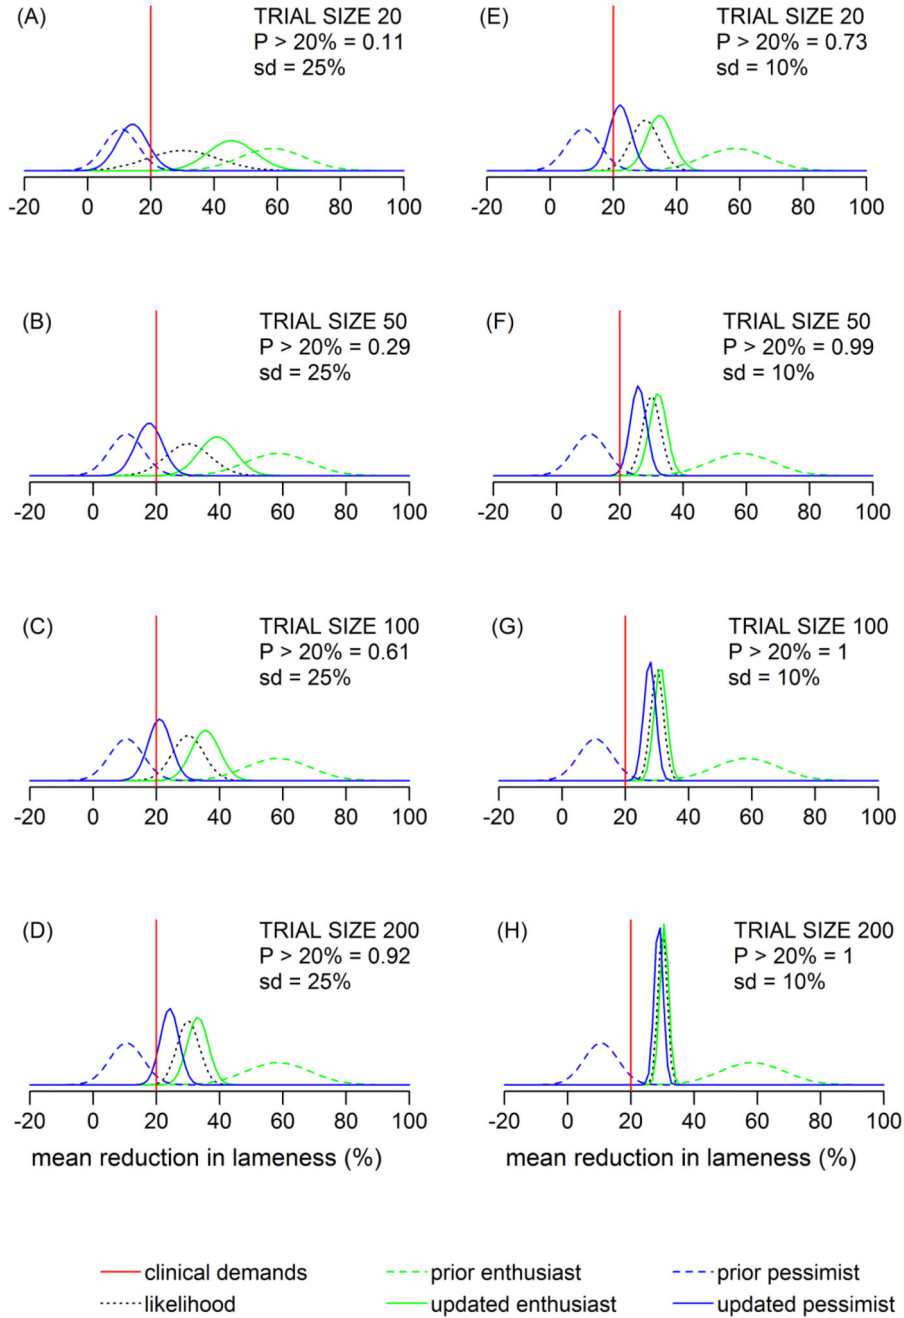 (A)
TRIAL SIZE 20
P > 20% = 0.11
sd = 25%
-20 0 20 40 60 80 100
(E)
TRIAL SIZE 20
P > 20% = 0.73
sd = 10%
-20 0 20 40 60 80 100
(B)
TRIAL SIZE 50
P > 20% = 0.29
sd = 25%
-20 0 20 40 60 80 100
(F)
TRIAL SIZE 50
P > 20% = 0.99
sd = 10%
-20 0 20 40 60 80 100
(C)
TRIAL SIZE 100
P > 20% = 0.61
sd = 25%
-20 0 20 40 60 80 100
(G)
TRIAL SIZE 100
P > 20% = 1
sd = 10%
-20 0 20 40 60 80 100
(D)
TRIAL SIZE 200
P > 20% = 0.92
sd = 25%
-20 0 20 40 60 80 100
mean reduction in lameness (%)
(H)
TRIAL SIZE 200
P > 20% = 1
sd = 10%
-20 0 20 40 60 80 100
mean reduction in lameness (%)
clinical demands
prior enthusiast
prior pessimist
likelihood
updated enthusiast
updated pessimist